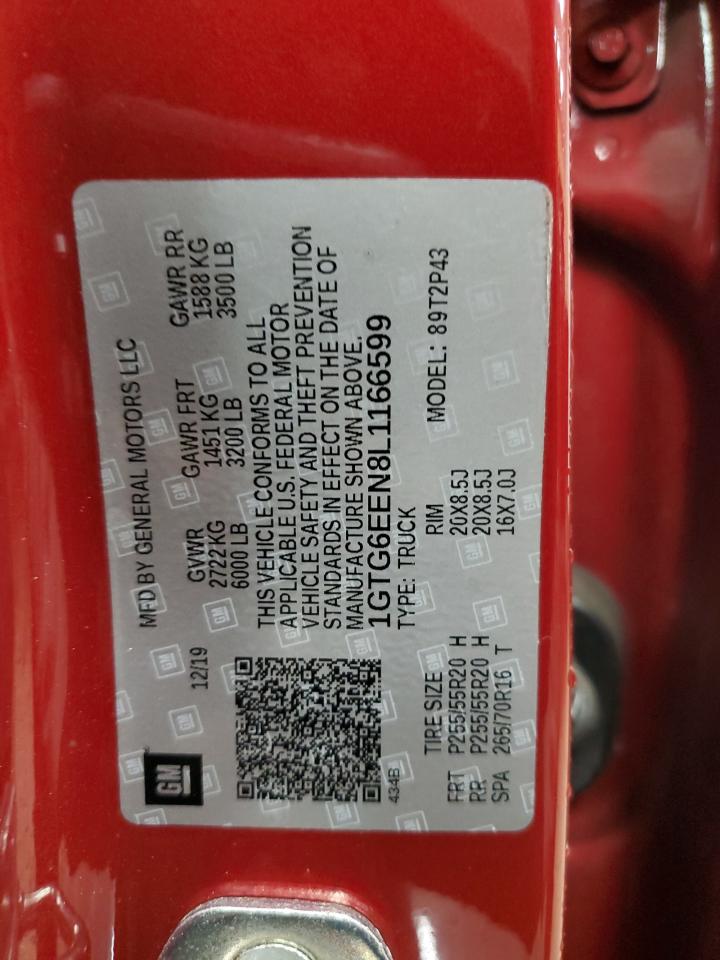 GM
MFD BY GENERAL MOTORS LLC
12/19
GVWR GAWR FRT GAWR RR
2722 KG 1451 KG 1588 KG
6000 LB 3200 LB 3500 LB
THIS VEHICLE CONFORMS TO ALL
APPLICABLE U.S. FEDERAL MOTOR
VEHICLE SAFETY AND THEFT PREVENTION
STANDARDS IN EFFECT ON THE DATE OF
MANUFACTURE SHOWN ABOVE.
1GTG6EEN8L1166599
434B
TYPE: TRUCK MODEL: 89T2P43
TIRE SIZE RIM
FRT P255/55R20 H 20X8.5J
RR P255/55R20 H 20X8.5J
SPA 265/70R16 T 16X7.0J